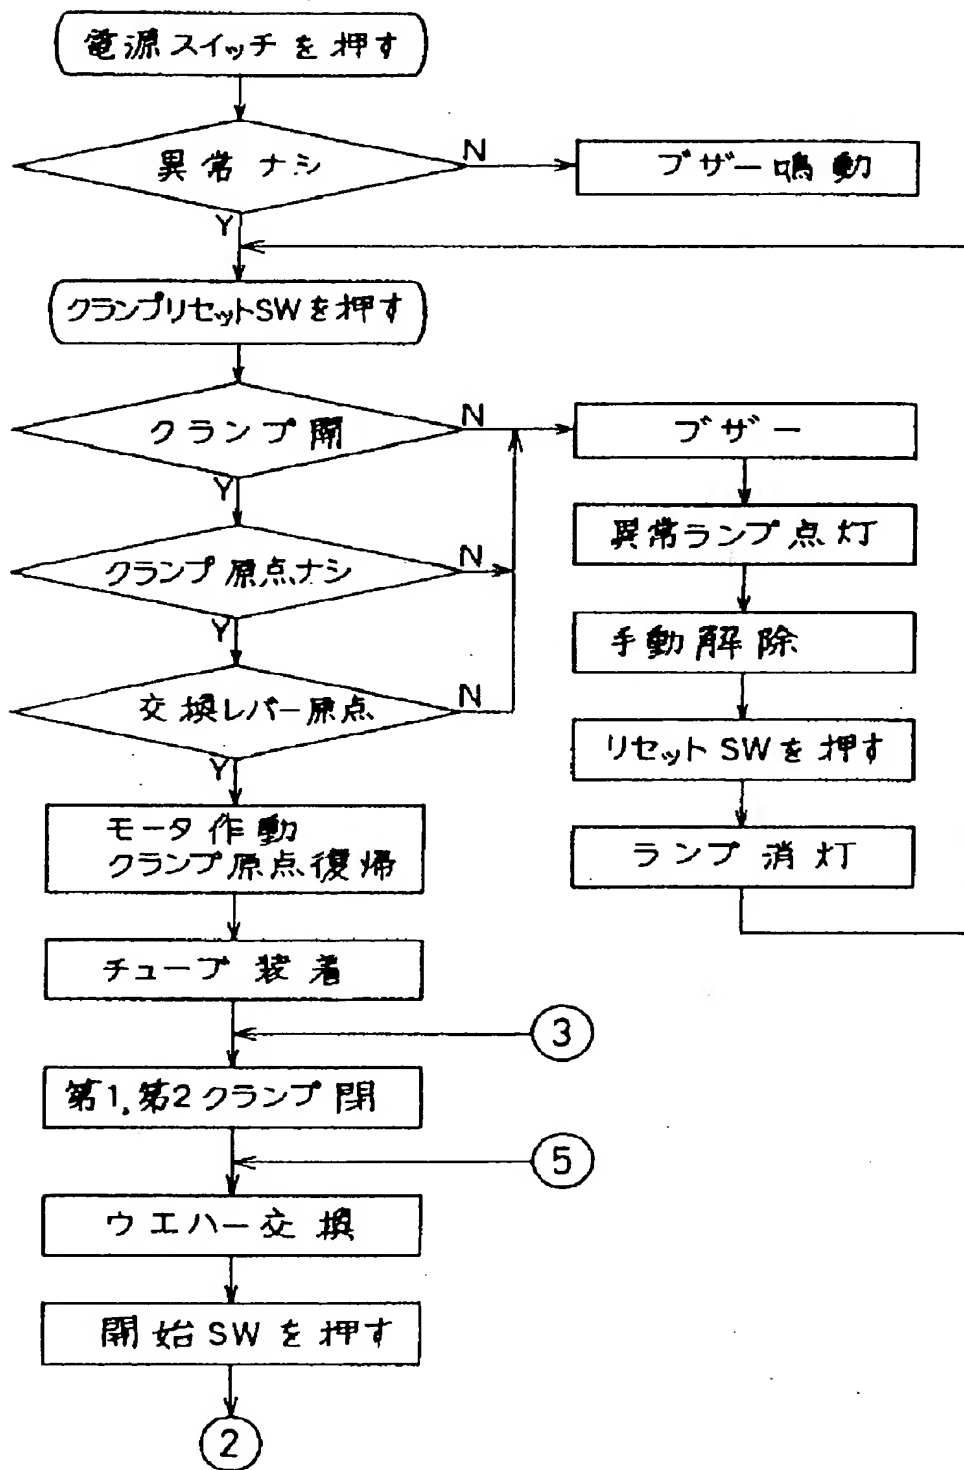 電源スイッチを押す
異常ナシ
N
ブザー鳴動
Y
クランプリセットSWを押す
クランプ開
N
ブザー
Y
異常ランプ点灯
クランプ原点ナシ
N
手動解除
Y
交換レバー原点
N
リセットSWを押す
Y
モータ作動
クランプ原点復帰
ランプ消灯
チューブ装着
3
第1,第2クランプ閉
5
ウエハー交換
開始SWを押す
2